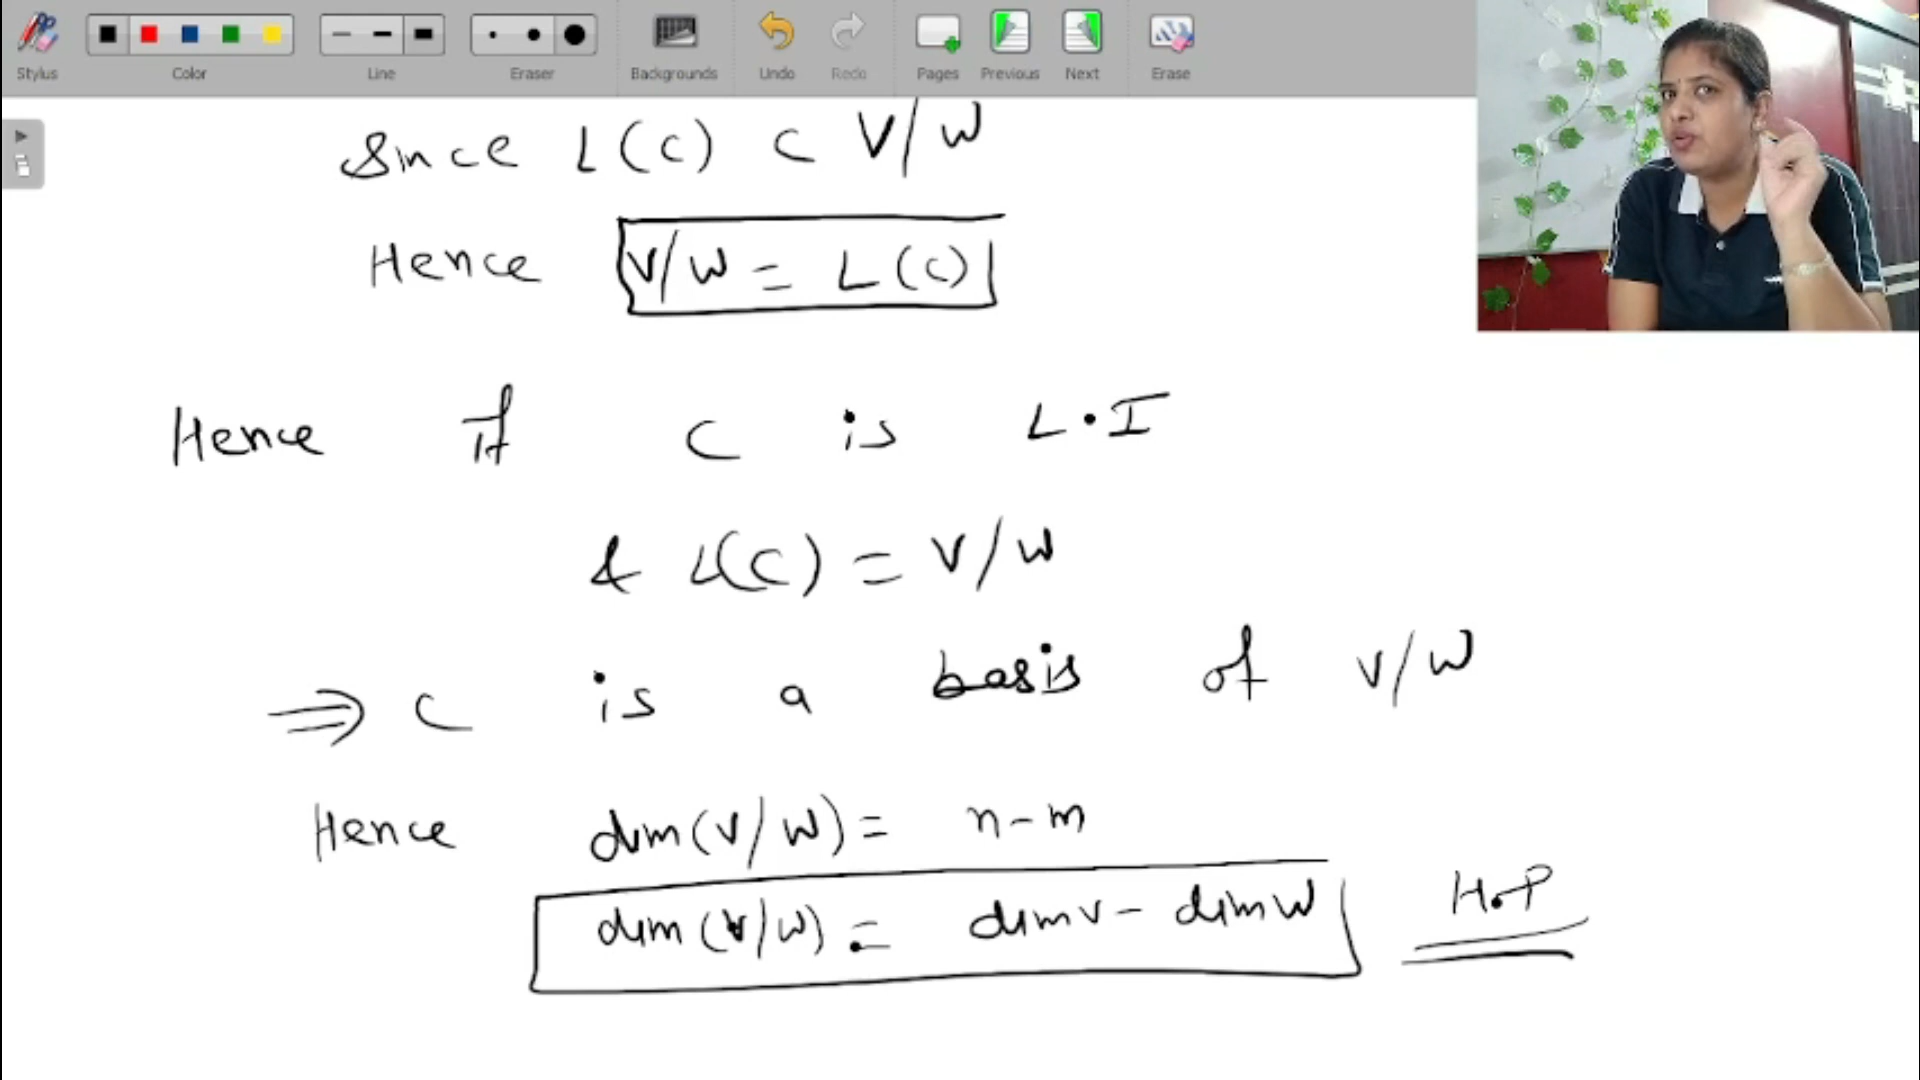 Stylus Color Line Eraser Backgrounds Undo Redo Pages Previous Next Erase
Since L(C) ⊂ V/W
Hence V/W = L(C)
Hence if C is L.I
& L(C) = V/W
⇒ C is a basis of V/W
Hence dim(V/W) = n-m
dim(V/W) = dimV - dimW H.P